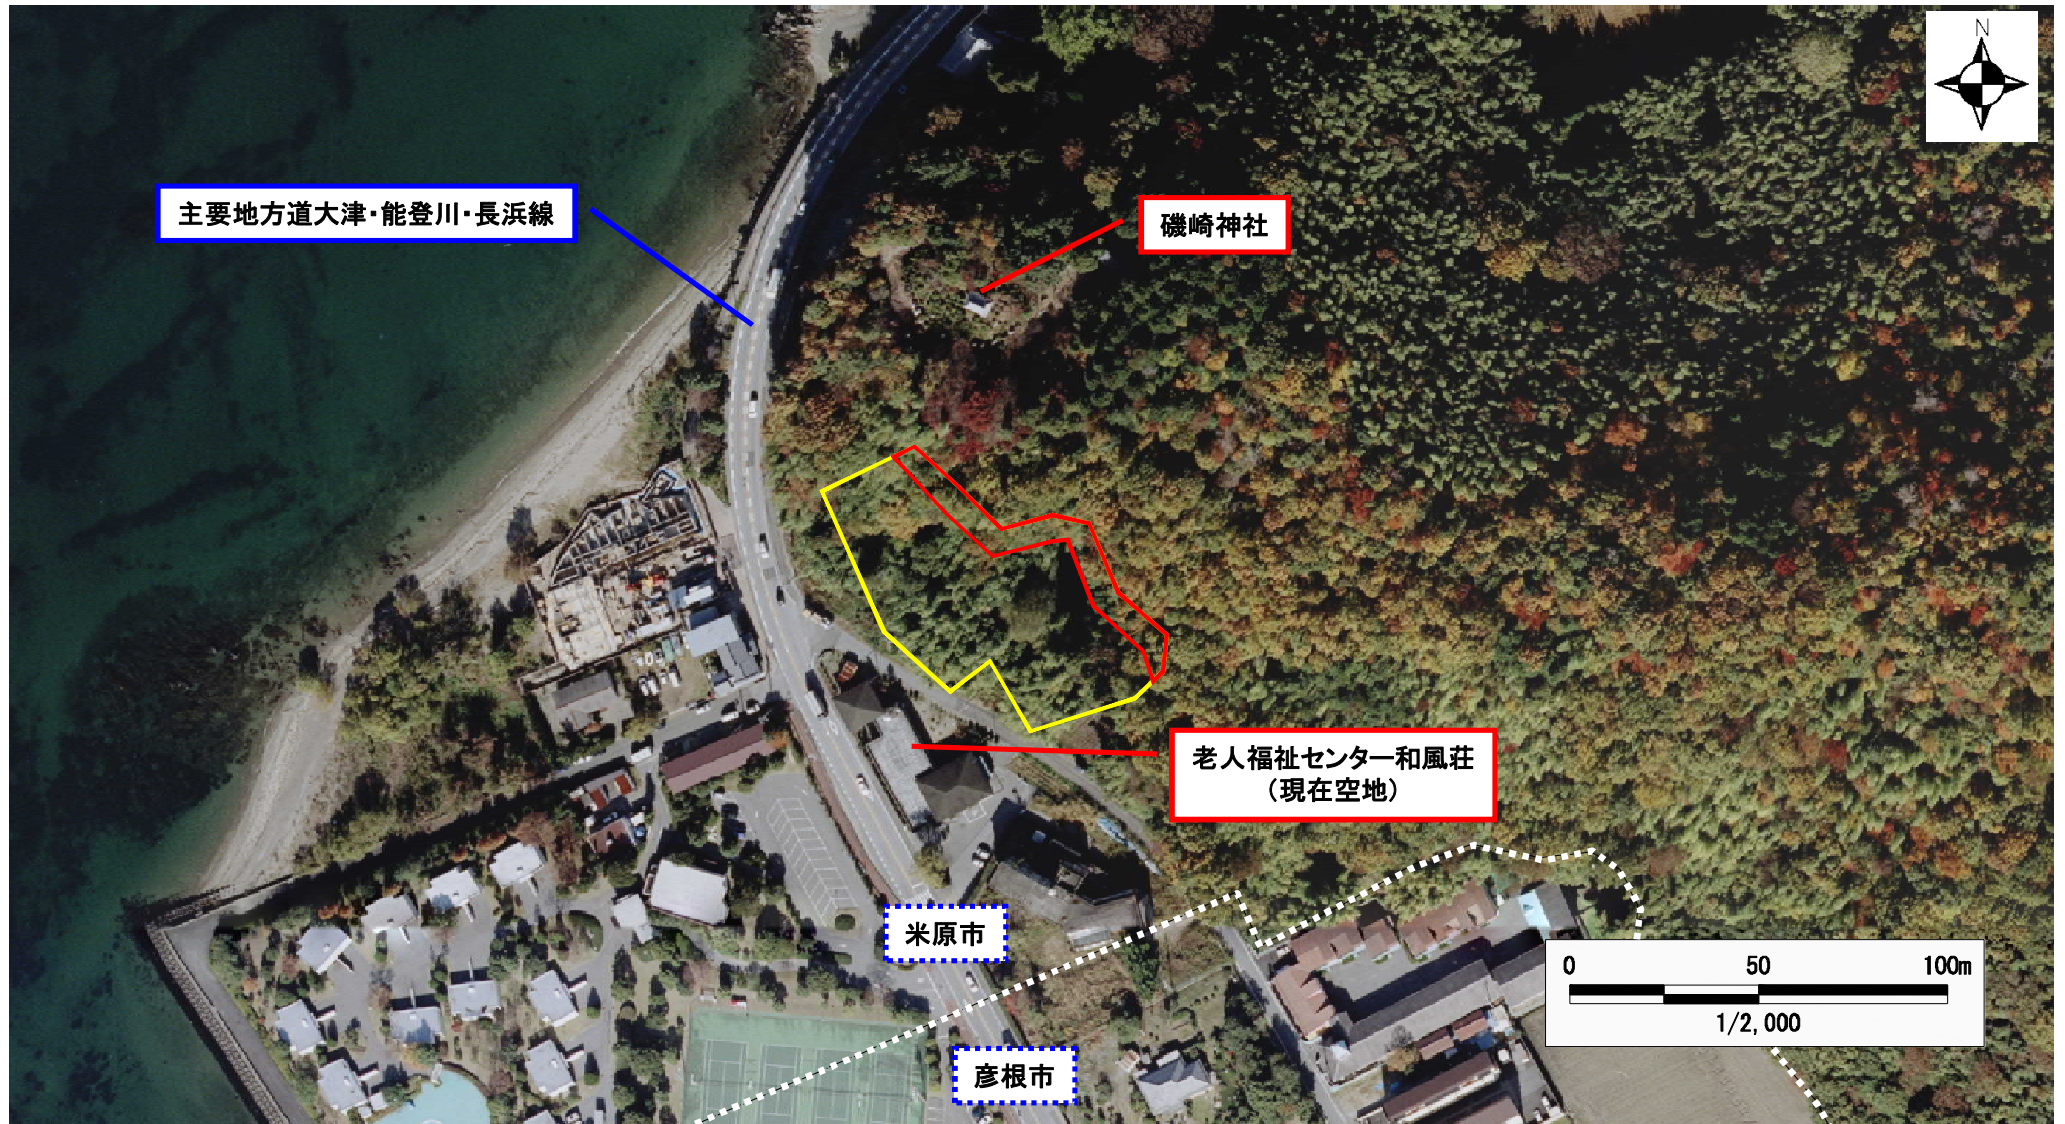 N
主要地方道大津・能登川・長浜線
磯崎神社
老人福祉センター和風荘
（現在空地）
米原市
彦根市
0 50 100m
1/2,000